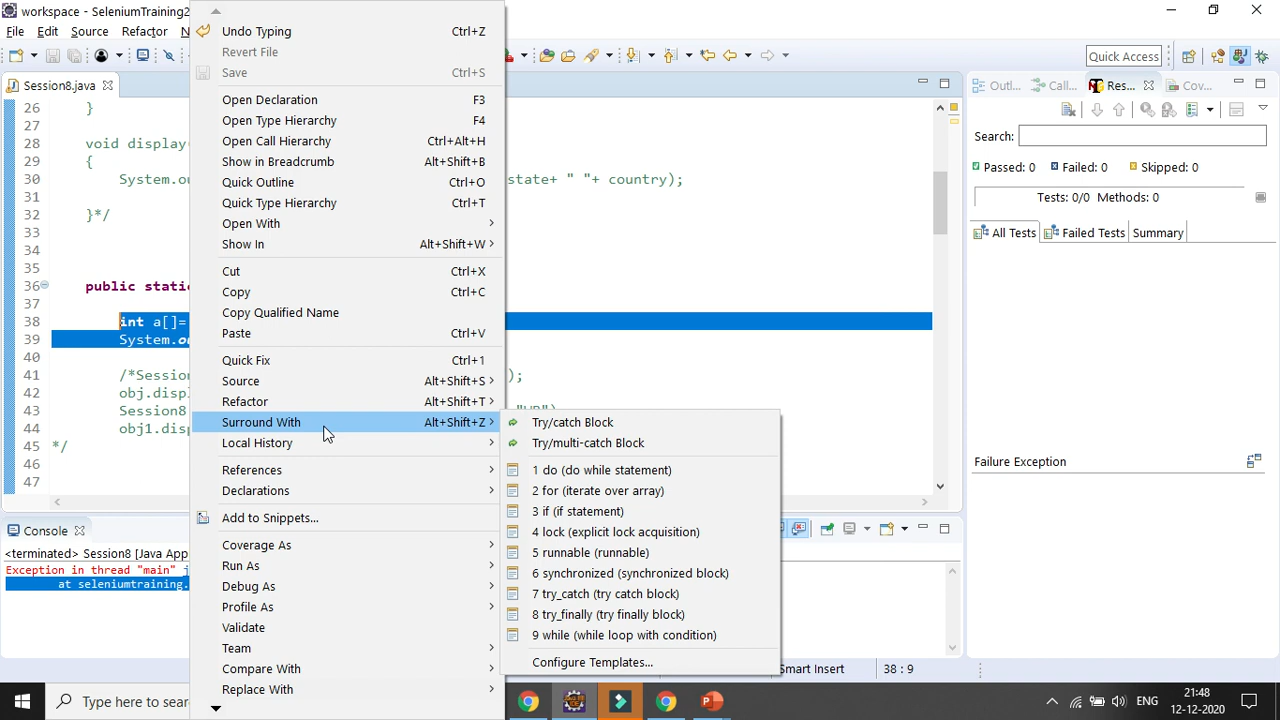 workspace - SeleniumTraining2
File Edit Source Refactor N
Quick Access
Session8.java
26 }
27
28 void display(
29 {
30 System.ou state+ " "+ country);
31
32 }*/
33
34
35
36 public stati
37
38 int a[]=
39 System.ou
40
41 /*Sessi );
42 obj.disp
43 Session8
44 obj1.dis
45 */
46
47
Undo Typing Ctrl+Z
Revert File
Save Ctrl+S
Open Declaration F3
Open Type Hierarchy F4
Open Call Hierarchy Ctrl+Alt+H
Show in Breadcrumb Alt+Shift+B
Quick Outline Ctrl+O
Quick Type Hierarchy Ctrl+T
Open With
Show In Alt+Shift+W
Cut Ctrl+X
Copy Ctrl+C
Copy Qualified Name
Paste Ctrl+V
Quick Fix Ctrl+1
Source Alt+Shift+S
Refactor Alt+Shift+T
Surround With Alt+Shift+Z
Local History
References
Declarations
Add to Snippets...
Coverage As
Run As
Debug As
Profile As
Validate
Team
Compare With
Replace With
Try/catch Block
Try/multi-catch Block
1 do (do while statement)
2 for (iterate over array)
3 if (if statement)
4 lock (explicit lock acquisition)
5 runnable (runnable)
6 synchronized (synchronized block)
7 try_catch (try catch block)
8 try_finally (try finally block)
9 while (while loop with condition)
Configure Templates...
Outl... Call... Res... Cov...
Search:
Passed: 0 Failed: 0 Skipped: 0
Tests: 0/0 Methods: 0
All Tests Failed Tests Summary
Failure Exception
Console
<terminated> Session8 [Java App
Exception in thread "main" j
at seleniumtraining.
Smart Insert 38 : 9
Type here to sear
ENG
21:48
12-12-2020